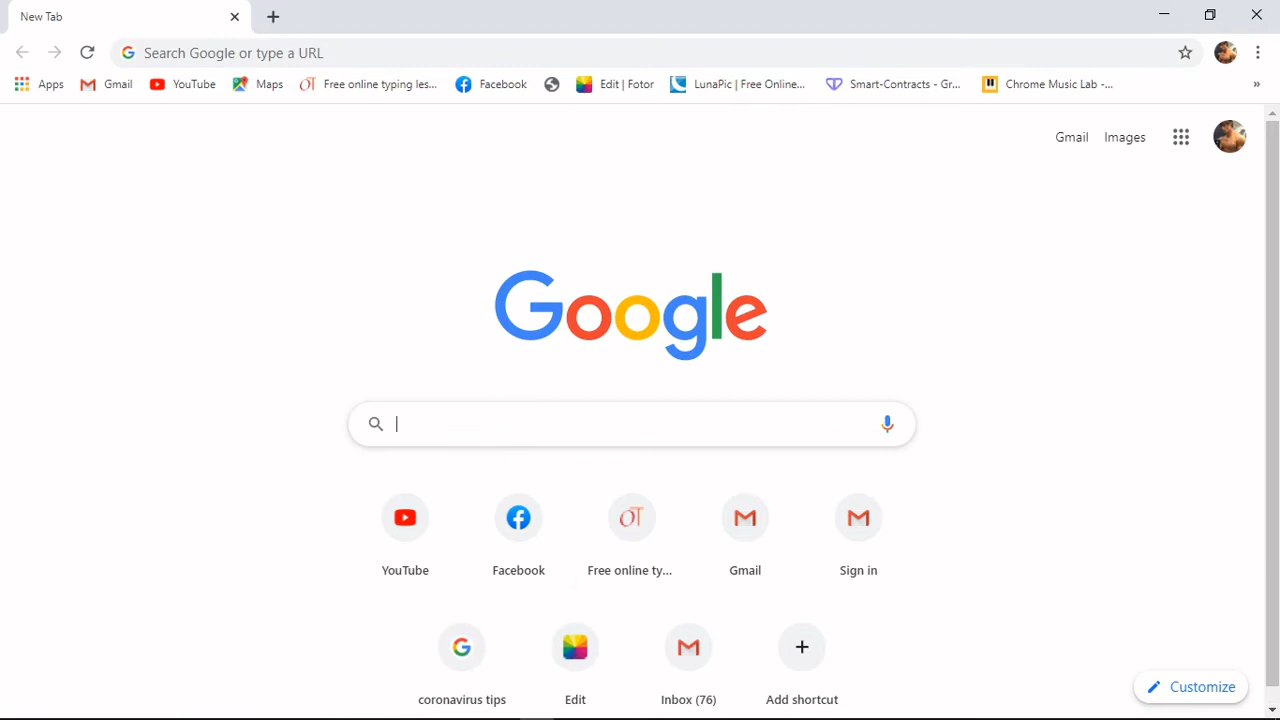 New Tab
Search Google or type a URL
Apps Gmail YouTube Maps Free online typing les... Facebook Edit | Fotor LunaPic | Free Online... Smart-Contracts - Gr... Chrome Music Lab -... »
Gmail Images
Google
YouTube Facebook Free online ty... Gmail Sign in
coronavirus tips Edit Inbox (76) Add shortcut
Customize